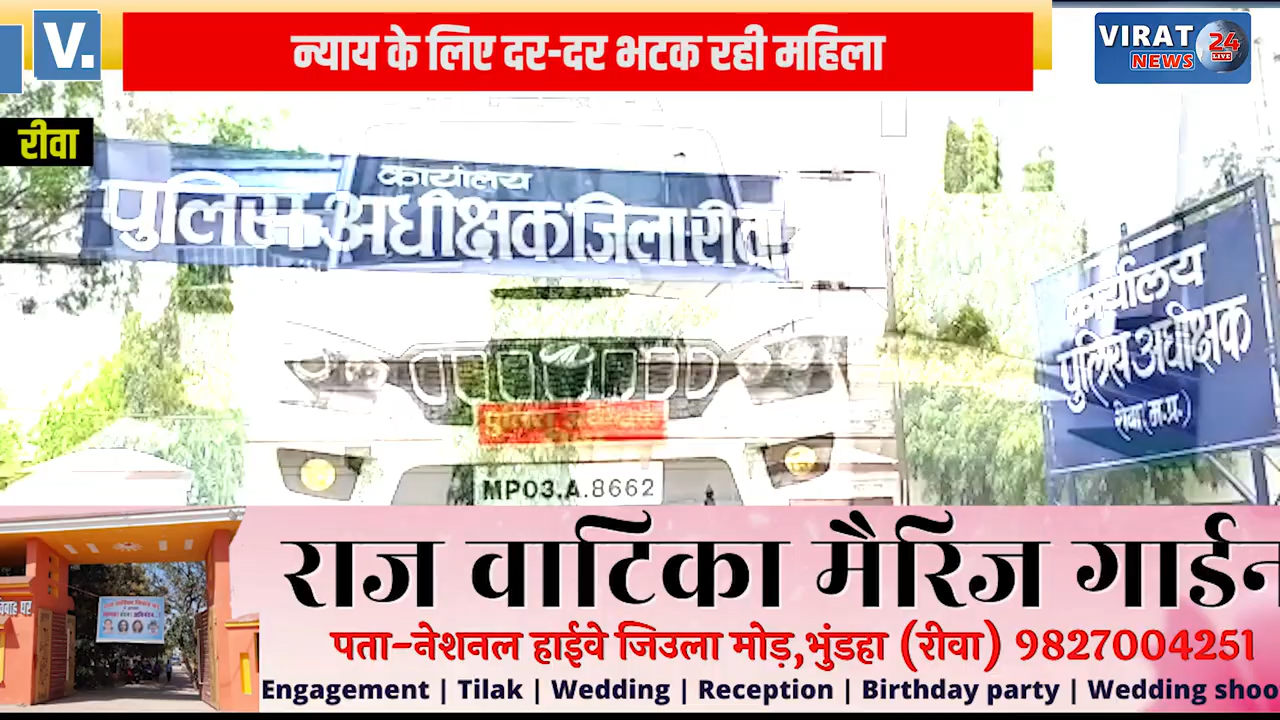 V.
न्याय के लिए दर-दर भटक रही महिला
VIRAT
NEWS
24
LIVE
रीवा
कार्यालय
पुलिस अधीक्षक जिला-रीवा
कार्यालय
पुलिस अधीक्षक
रीवा (म.प्र.)
MP03.A.8662
राज वाटिका मैरिज गार्डन
पता-नेशनल हाईवे जिउला मोड़,भुंडहा (रीवा) 9827004251
Engagement | Tilak | Wedding | Reception | Birthday party | Wedding shoo